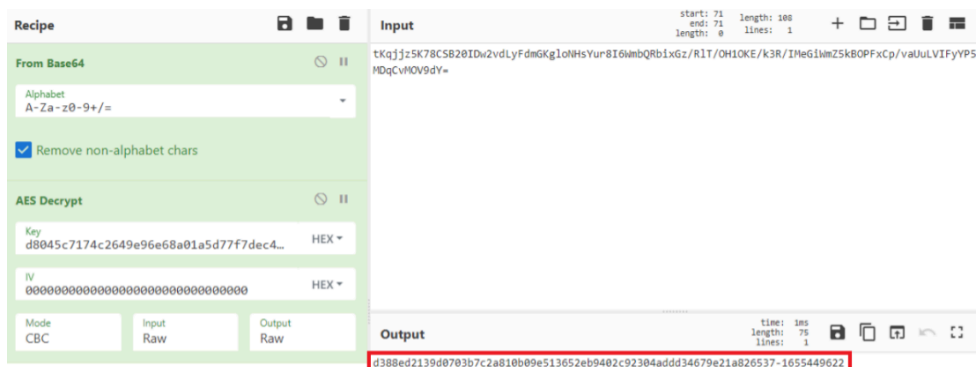 Recipe
From Base64
Alphabet
A-Za-z0-9+/=
Remove non-alphabet chars
AES Decrypt
Key
d8045c7174c2649e96e68a01a5d77f7dec4… HEX
IV
00000000000000000000000000000000 HEX
Mode
CBC
Input
Raw
Output
Raw
Input
start: 71
end: 71
length: 0
length: 108
lines: 1
tKqjjz5K78CSB20IDw2vdLyFdmGKgloNHsYur8I6WmbQRbixGz/RlT/OH1OKE/k3R/IMeGiWmZ5kBOPFxCp/vaUuLVIFyYP5
MDqCvMOV9dY=
Output
time: 1ms
length: 75
lines: 1
d388ed2139d0703b7c2a810b09e513652eb9402c92304addd34679e21a826537-1655449622